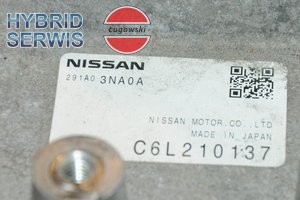 HYBRID
SERWIS
Ługowski
NISSAN
291A0 3NA0A
NISSAN MOTOR CO., LTD
MADE IN JAPAN
C6L210137